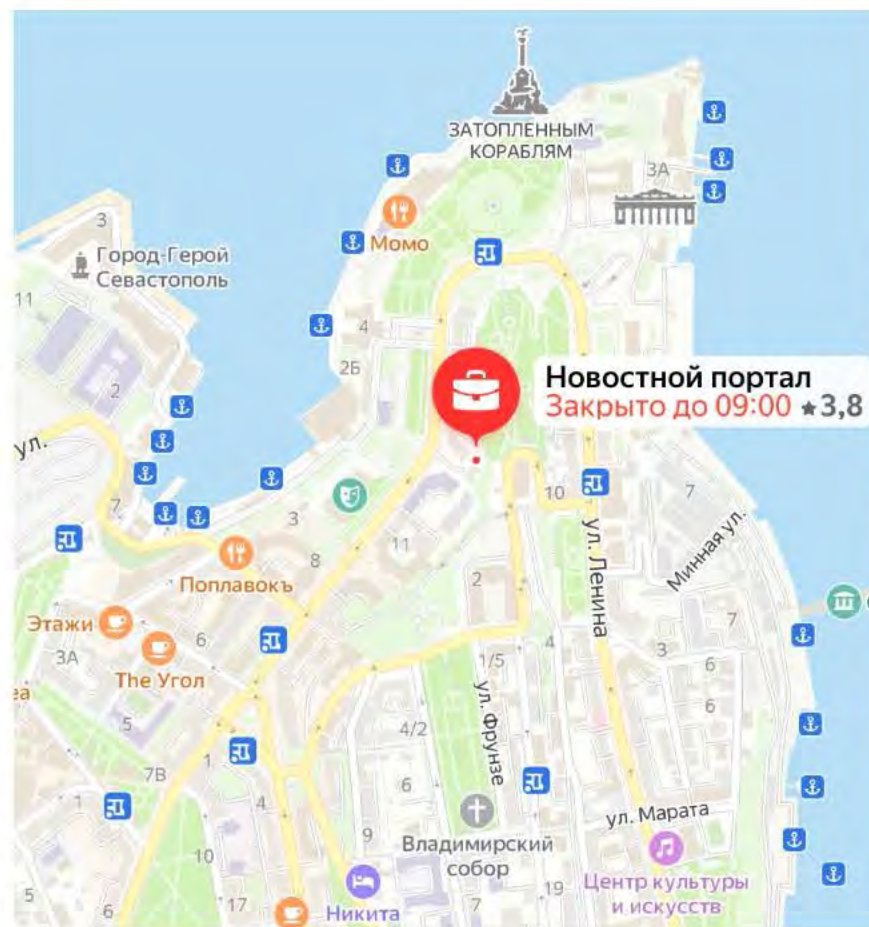 ЗАТОПЛЕННЫМ
КОРАБЛЯМ
3А
3
Момо
Город-Герой
Севастополь
11
4
2Б
2
Новостной портал
Закрыто до 09:00 ★3,8
ул.
7
3
10
7
11
8
ул. Ленина
Минная ул.
Поплавокъ
2
Этажи
6
7
3А
The Угол
1/5
4
3
6
ея
6
5
4/2
ул. Фрунзе
7В
1
6
1
4
ул. Марата
9
Владимирский
собор
10
Центр культуры
и искусств
5
17
19
6
Никита
7